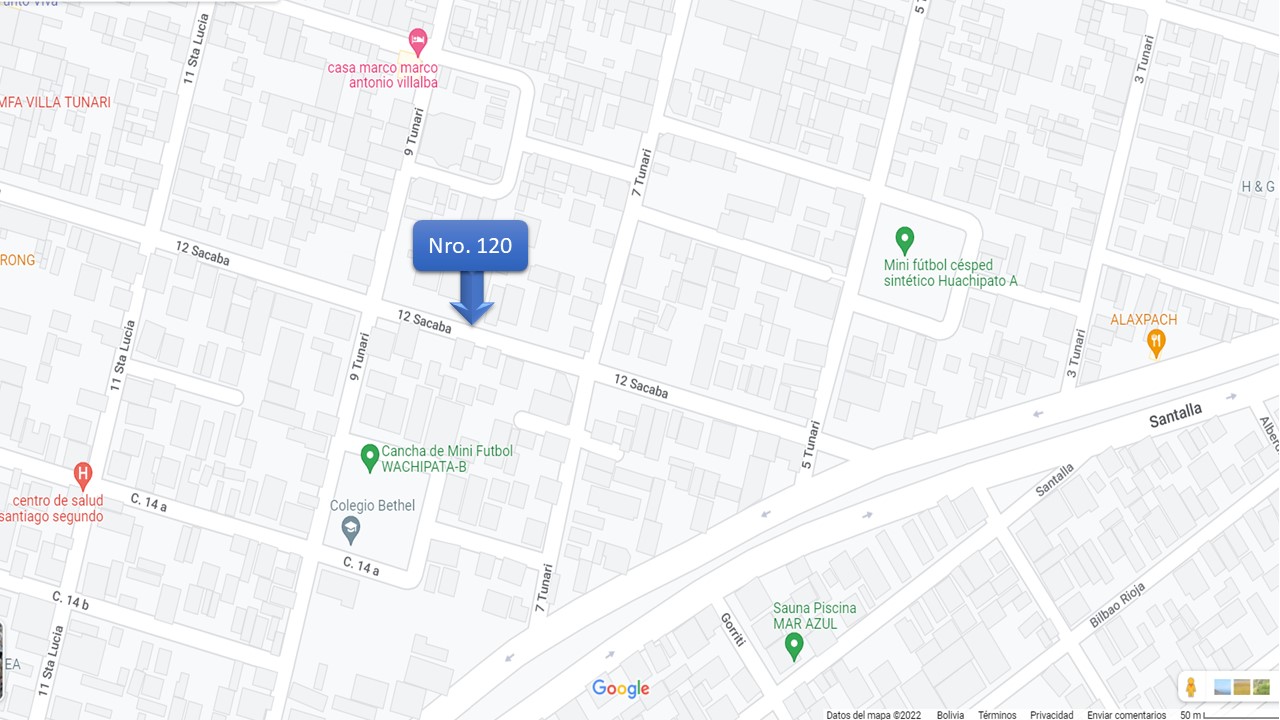 11 Sta Lucia
5 T
casa marco marco
antonio villalba
3 Tunari
MFA VILLA TUNARI
9 Tunari
7 Tunari
H & G
Nro. 120
12 Sacaba
RONG
Mini fútbol césped
sintético Huachipato A
12 Sacaba
ALAXPACH
11 Sta Lucia
9 Tunari
3 Tunari
12 Sacaba
Santalla
5 Tunari
Cancha de Mini Futbol
WACHIPATA-B
centro de salud
santiago segundo
C. 14 a
Colegio Bethel
Santalla
C. 14 a
7 Tunari
C. 14 b
Bilbao Rioja
Sauna Piscina
MAR AZUL
Gorriti
11 Sta Lucia
EA
Google
Datos del mapa ©2022 Bolivia Términos Privacidad Enviar comentarios 50 m